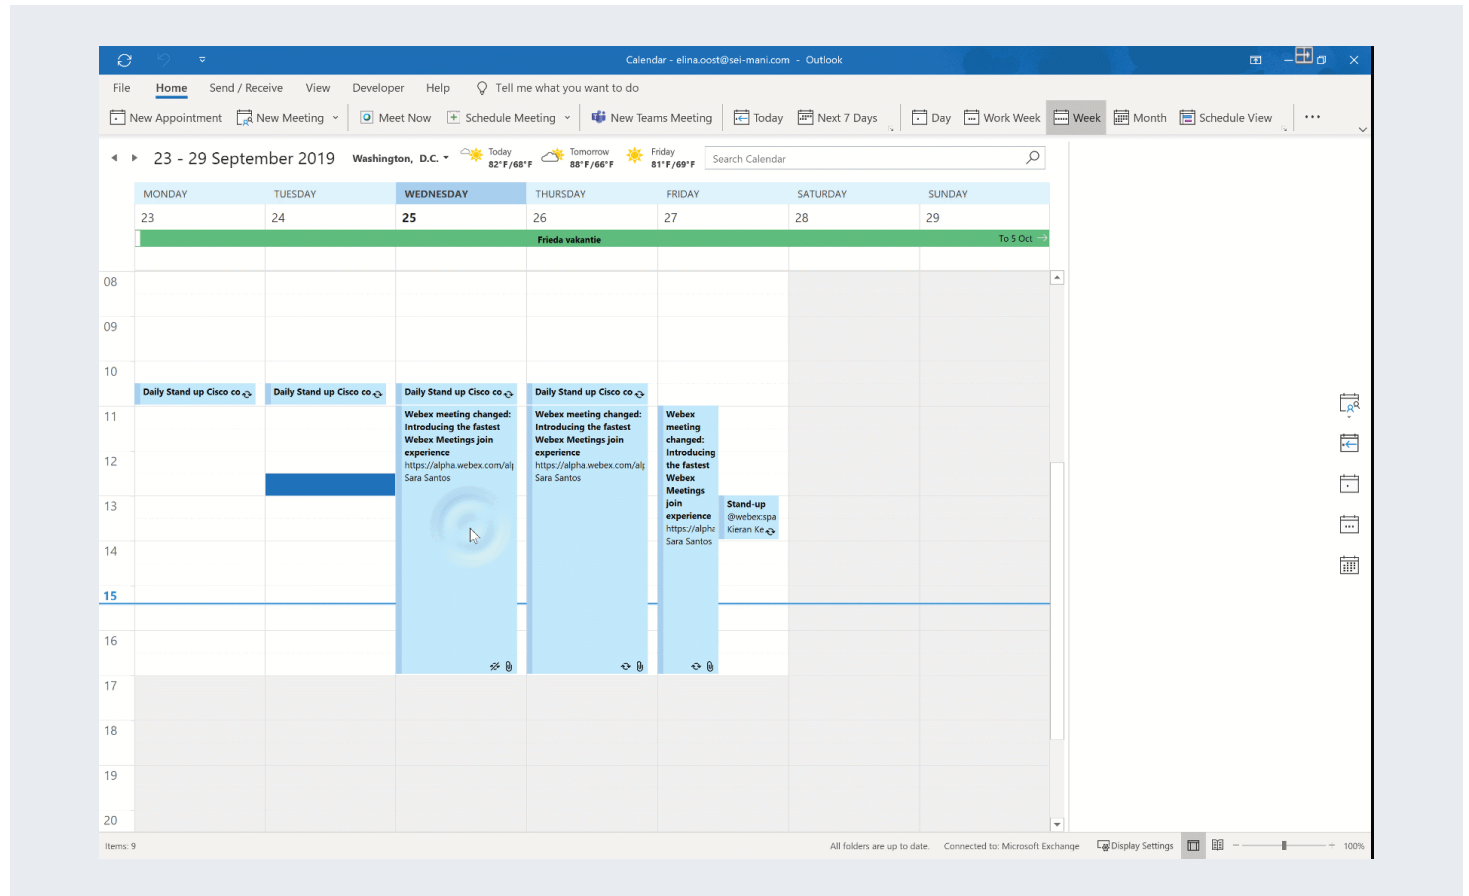 Calendar - elina.oost@sei-mani.com - Outlook
File Home Send / Receive View Developer Help Tell me what you want to do
New Appointment New Meeting Meet Now Schedule Meeting New Teams Meeting Today Next 7 Days Day Work Week Week Month Schedule View
23 - 29 September 2019 Washington, D.C. Today 82°F/68°F Tomorrow 88°F/66°F Friday 81°F/69°F Search Calendar
MONDAY TUESDAY WEDNESDAY THURSDAY FRIDAY SATURDAY SUNDAY
23 24 25 26 27 28 29
Frieda vakantie To 5 Oct
08
09
10
Daily Stand up Cisco co Daily Stand up Cisco co Daily Stand up Cisco co Daily Stand up Cisco co
11
12
13
14
15
16
17
18
19
20
Webex meeting changed:
Introducing the fastest
Webex Meetings join
experience
https://alpha.webex.com/alp
Sara Santos
Webex meeting changed:
Introducing the fastest
Webex Meetings join
experience
https://alpha.webex.com/alp
Sara Santos
Webex
meeting
changed:
Introducing
the fastest
Webex
Meetings
join
experience
https://alpha
Sara Santos
Stand-up
@webex:spa
Kieran Ke
Items: 9 All folders are up to date. Connected to: Microsoft Exchange Display Settings 100%